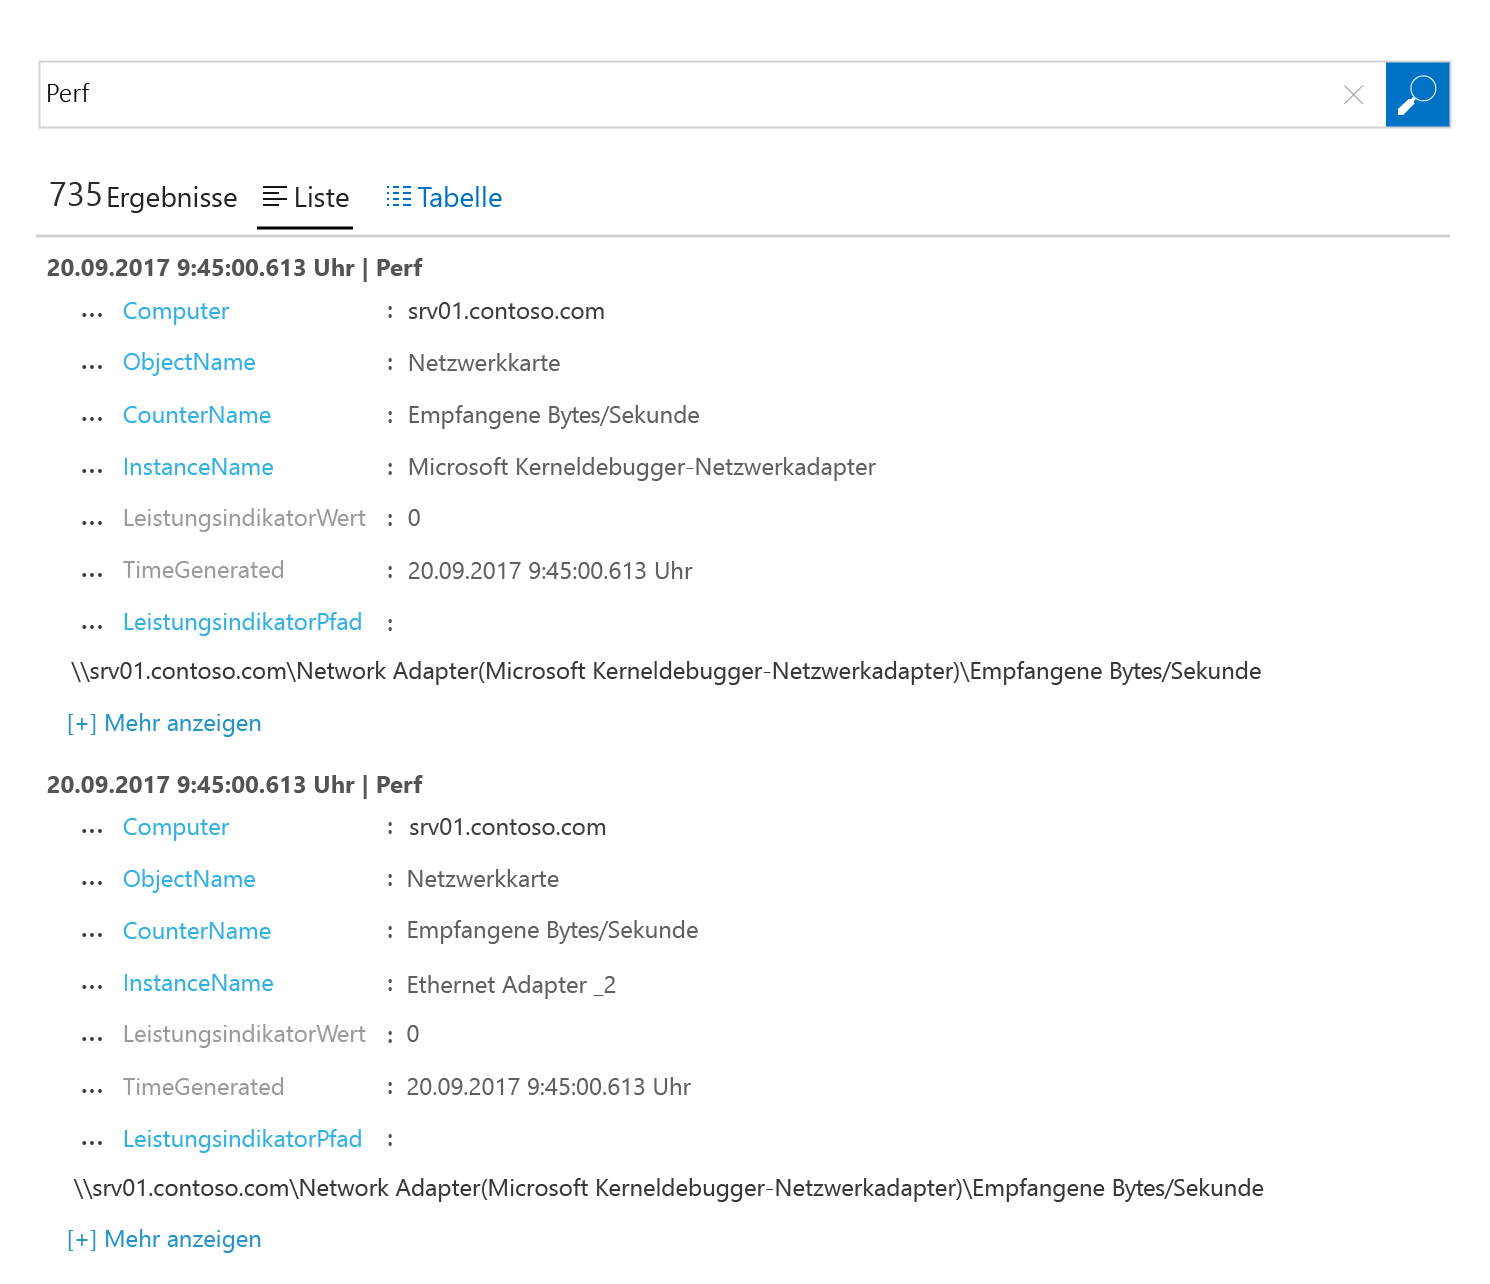 Perf
735 Ergebnisse Liste Tabelle
20.09.2017 9:45:00.613 Uhr | Perf
... Computer : srv01.contoso.com
... ObjectName : Netzwerkkarte
... CounterName : Empfangene Bytes/Sekunde
... InstanceName : Microsoft Kerneldebugger-Netzwerkadapter
... LeistungsindikatorWert : 0
... TimeGenerated : 20.09.2017 9:45:00.613 Uhr
... LeistungsindikatorPfad :
\\srv01.contoso.com\Network Adapter(Microsoft Kerneldebugger-Netzwerkadapter)\Empfangene Bytes/Sekunde
[+] Mehr anzeigen
20.09.2017 9:45:00.613 Uhr | Perf
... Computer : srv01.contoso.com
... ObjectName : Netzwerkkarte
... CounterName : Empfangene Bytes/Sekunde
... InstanceName : Ethernet Adapter _2
... LeistungsindikatorWert : 0
... TimeGenerated : 20.09.2017 9:45:00.613 Uhr
... LeistungsindikatorPfad :
\\srv01.contoso.com\Network Adapter(Microsoft Kerneldebugger-Netzwerkadapter)\Empfangene Bytes/Sekunde
[+] Mehr anzeigen